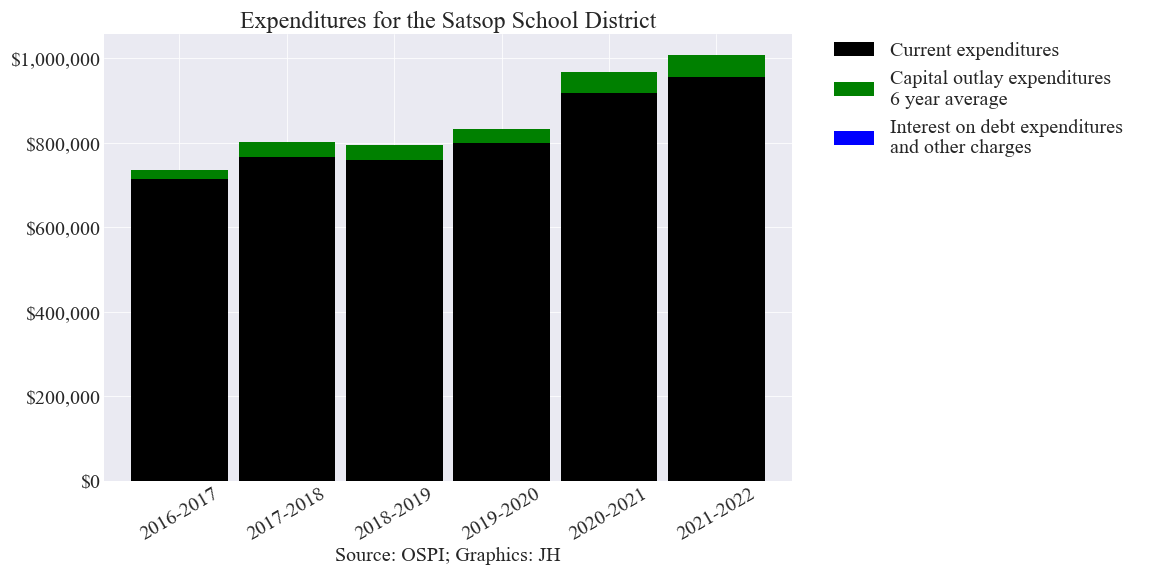 Expenditures for the Satsop School District
$1,000,000
$800,000
$600,000
$400,000
$200,000
$0
2016-2017
2017-2018
2018-2019
2019-2020
2020-2021
2021-2022
Source: OSPI; Graphics: JH
Current expenditures
Capital outlay expenditures
6 year average
Interest on debt expenditures
and other charges